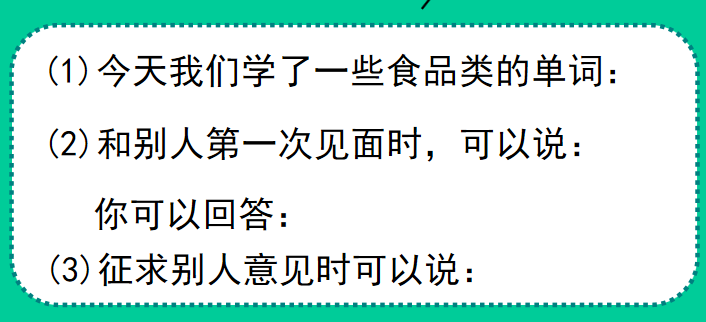 (1)今天我们学了一些食品类的单词：
(2)和别人第一次见面时，可以说：
你可以回答：
(3)征求别人意见时可以说：